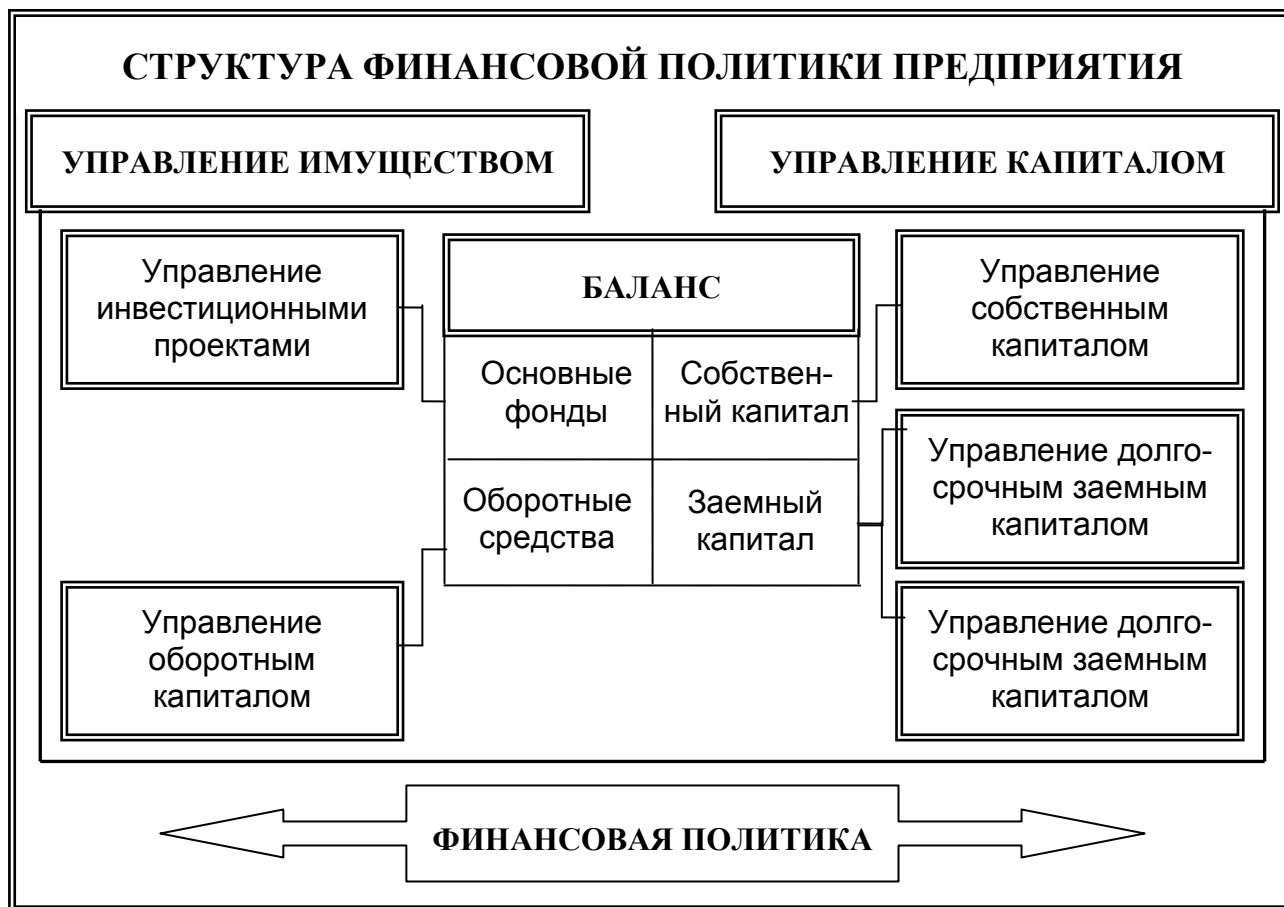 СТРУКТУРА ФИНАНСОВОЙ ПОЛИТИКИ ПРЕДПРИЯТИЯ
УПРАВЛЕНИЕ ИМУЩЕСТВОМ
УПРАВЛЕНИЕ КАПИТАЛОМ
Управление
инвестиционными
проектами
БАЛАНС
Управление
собственным
капиталом
Основные
фонды
Собствен-
ный капитал
Оборотные
средства
Заемный
капитал
Управление долго-
срочным заемным
капиталом
Управление
оборотным
капиталом
Управление долго-
срочным заемным
капиталом
ФИНАНСОВАЯ ПОЛИТИКА